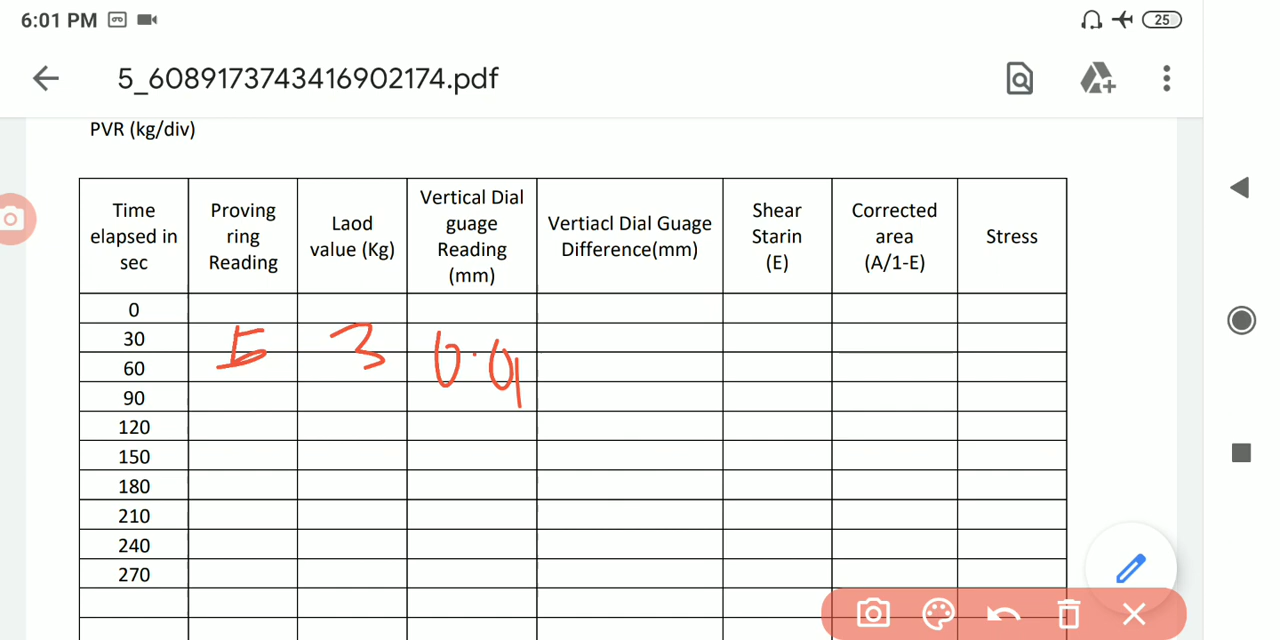 6:01 PM
25
5_6089173743416902174.pdf
PVR (kg/div)
Time elapsed in sec | Proving ring Reading | Laod value (Kg) | Vertical Dial guage Reading (mm) | Vertiacl Dial Guage Difference(mm) | Shear Starin (E) | Corrected area (A/1-E) | Stress
0
30
5 3 0.01
60
90
120
150
180
210
240
270